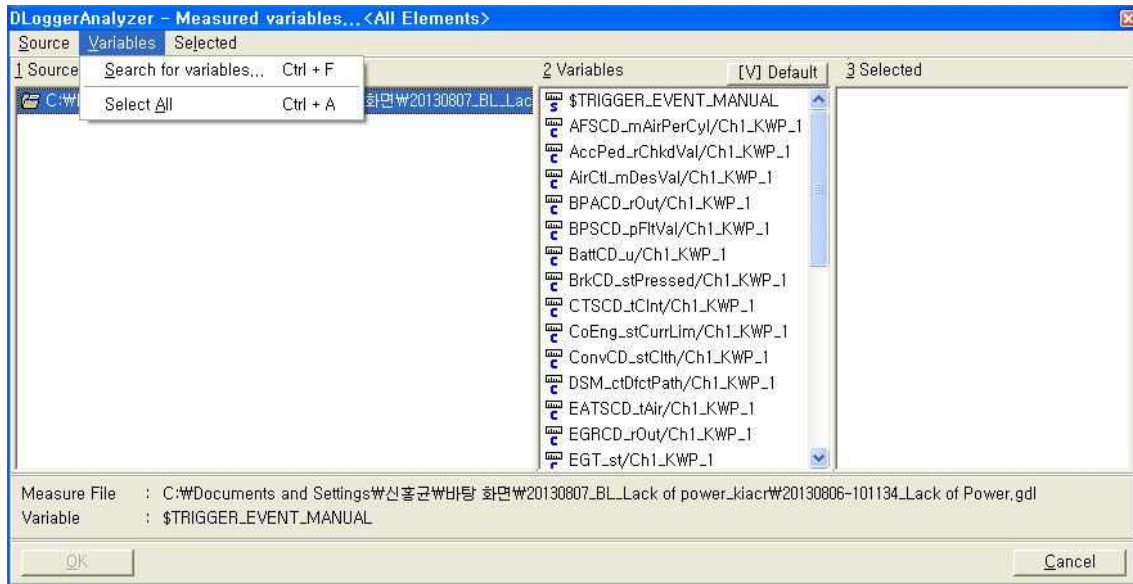 DLoggerAnalyzer - Measured variables...<All Elements>
Source Variables Selected
1 Source
Search for variables... Ctrl + F
Select All Ctrl + A
화면₩20130807_BL_Lac
2 Variables [V] Default
$TRIGGER_EVENT_MANUAL
AFSCD_mAirPerCyl/Ch1_KWP_1
AccPed_rChkdVal/Ch1_KWP_1
AirCtl_mDesVal/Ch1_KWP_1
BPACD_rOut/Ch1_KWP_1
BPSCD_pFltVal/Ch1_KWP_1
BattCD_u/Ch1_KWP_1
BrkCD_stPressed/Ch1_KWP_1
CTSCD_tClnt/Ch1_KWP_1
CoEng_stCurrLim/Ch1_KWP_1
ConvCD_stClth/Ch1_KWP_1
DSM_ctDfctPath/Ch1_KWP_1
EATSCD_tAir/Ch1_KWP_1
EGRCD_rOut/Ch1_KWP_1
EGT_st/Ch1_KWP_1
3 Selected
Measure File : C:₩Documents and Settings₩신홍균₩바탕 화면₩20130807_BL_Lack of power_kiacr₩20130806-101134_Lack of Power.gdl
Variable : $TRIGGER_EVENT_MANUAL
OK Cancel